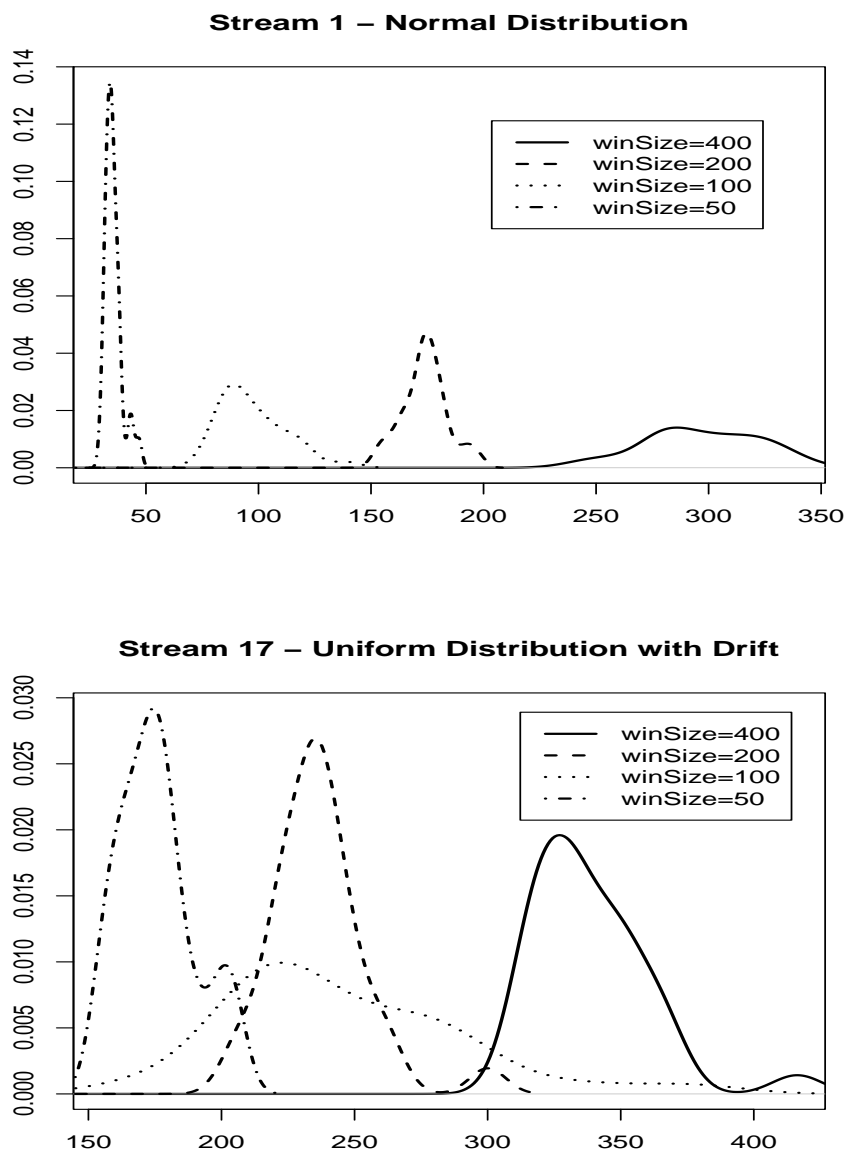 Stream 1 – Normal Distribution
0.14
0.12
0.10
0.08
0.06
0.04
0.02
0.00
winSize=400
winSize=200
winSize=100
winSize=50
50 100 150 200 250 300 350
Stream 17 – Uniform Distribution with Drift
0.030
0.025
0.020
0.015
0.010
0.005
0.000
winSize=400
winSize=200
winSize=100
winSize=50
150 200 250 300 350 400